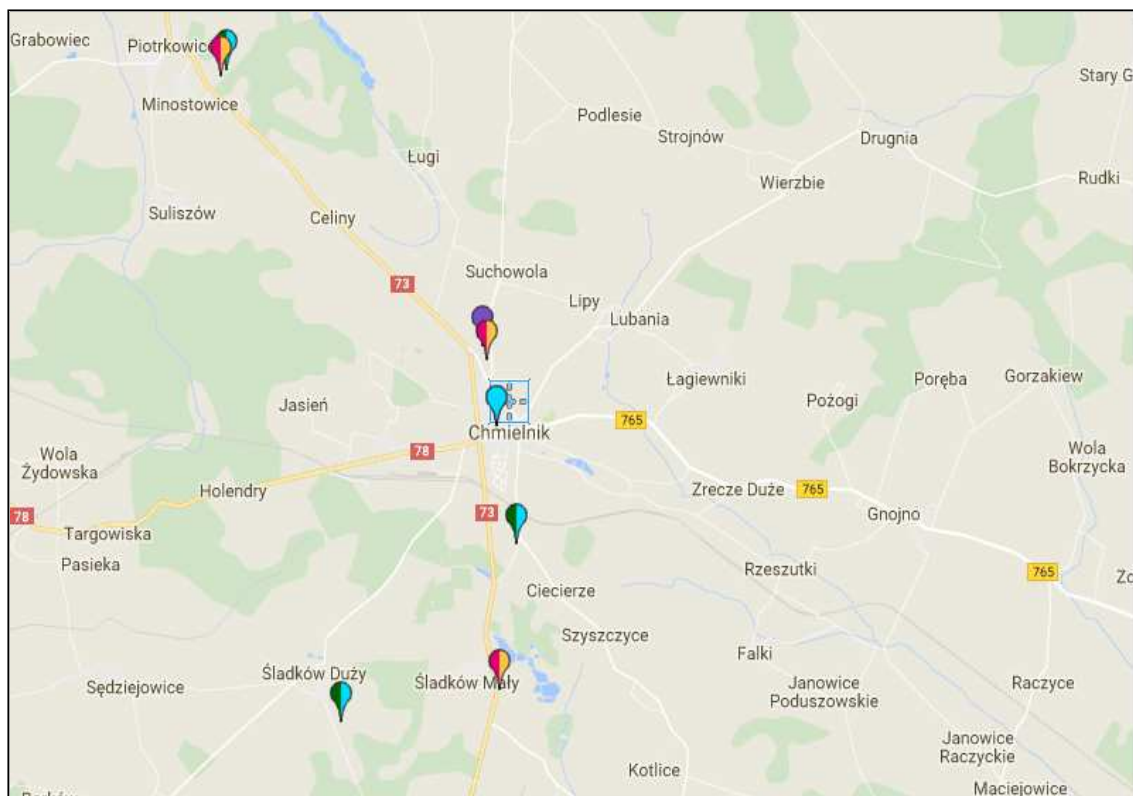 Grabowiec
Piotrkowice
Minostowice
Stary G
Podlesie
Strojnów
Drugnia
Ługi
Wierzbie
Rudki
Suliszów
Celiny
Suchowola
73
Lipy
Lubania
Łagiewniki
Poręba
Gorzakiew
Jasień
Pożogi
765
Chmielnik
78
Wola
Żydowska
Wola
Bokrzycka
Holendry
Zrecze Duże
765
78
73
Gnojno
Targowiska
Pasieka
Rzeszutki
765
Zo
Ciecierze
Szyszczyce
Falki
Śladków Duży
Śladków Mały
Sędziejowice
Janowice
Poduszowskie
Raczyce
Janowice
Raczyckie
Kotlice
Maciejowice